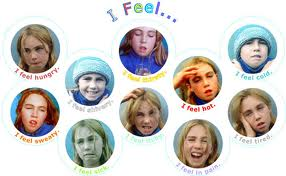 I Feel...
I feel hungry.
I feel shivery.
I feel thirsty.
I feel hot.
I feel cold.
I feel sweaty.
I feel sick.
I feel
I feel in pain.
I feel tired.